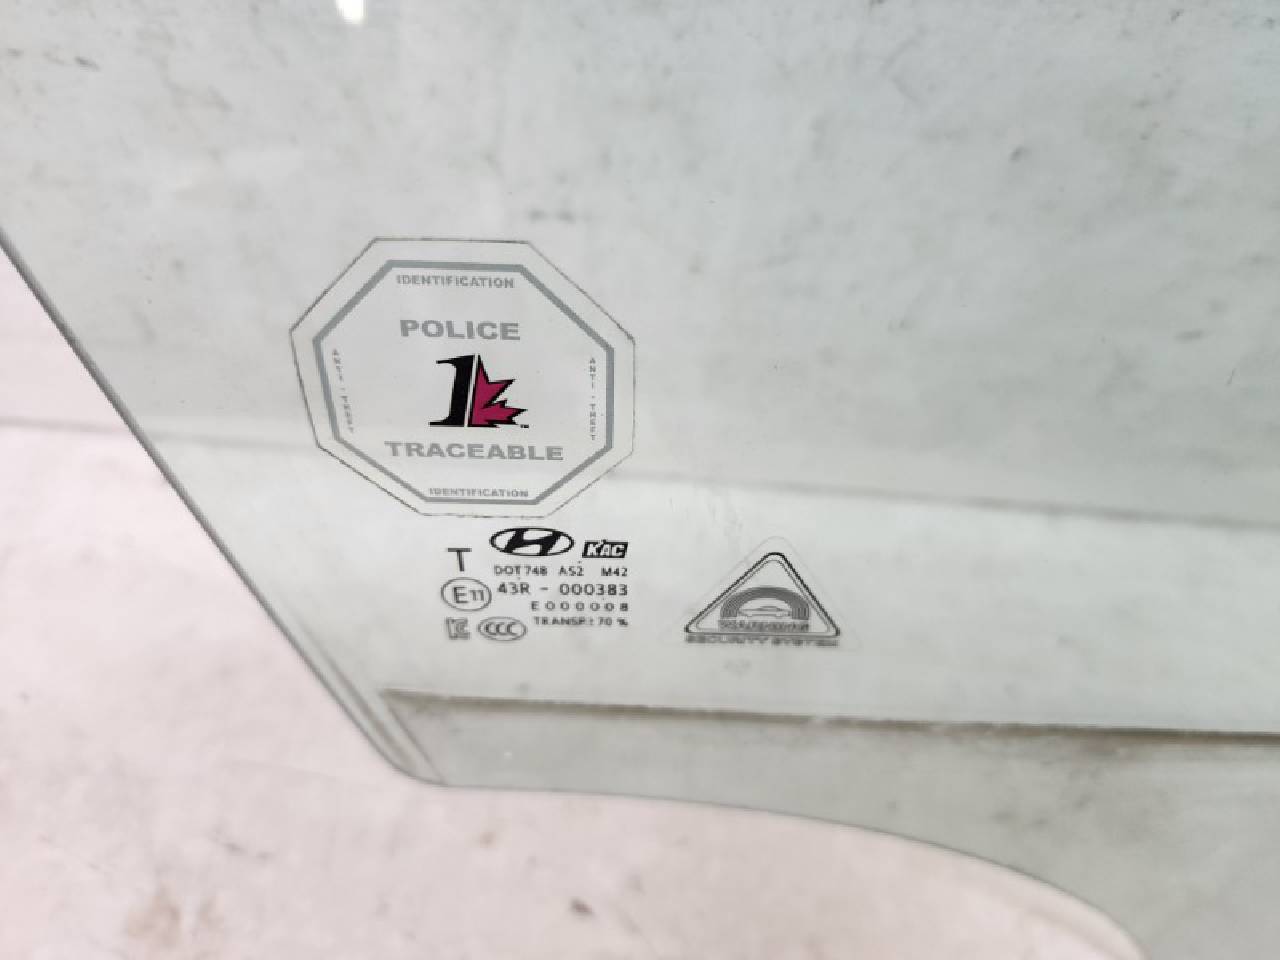 IDENTIFICATION
POLICE
ANTI - THEFT
1
ANTI - THEFT
TRACEABLE
IDENTIFICATION
T
KAC
DOT748 AS2 M42
E11 43R - 000383
E000008
CCC TRANSP.≥70 %
WARNING
SECURITY SYSTEM